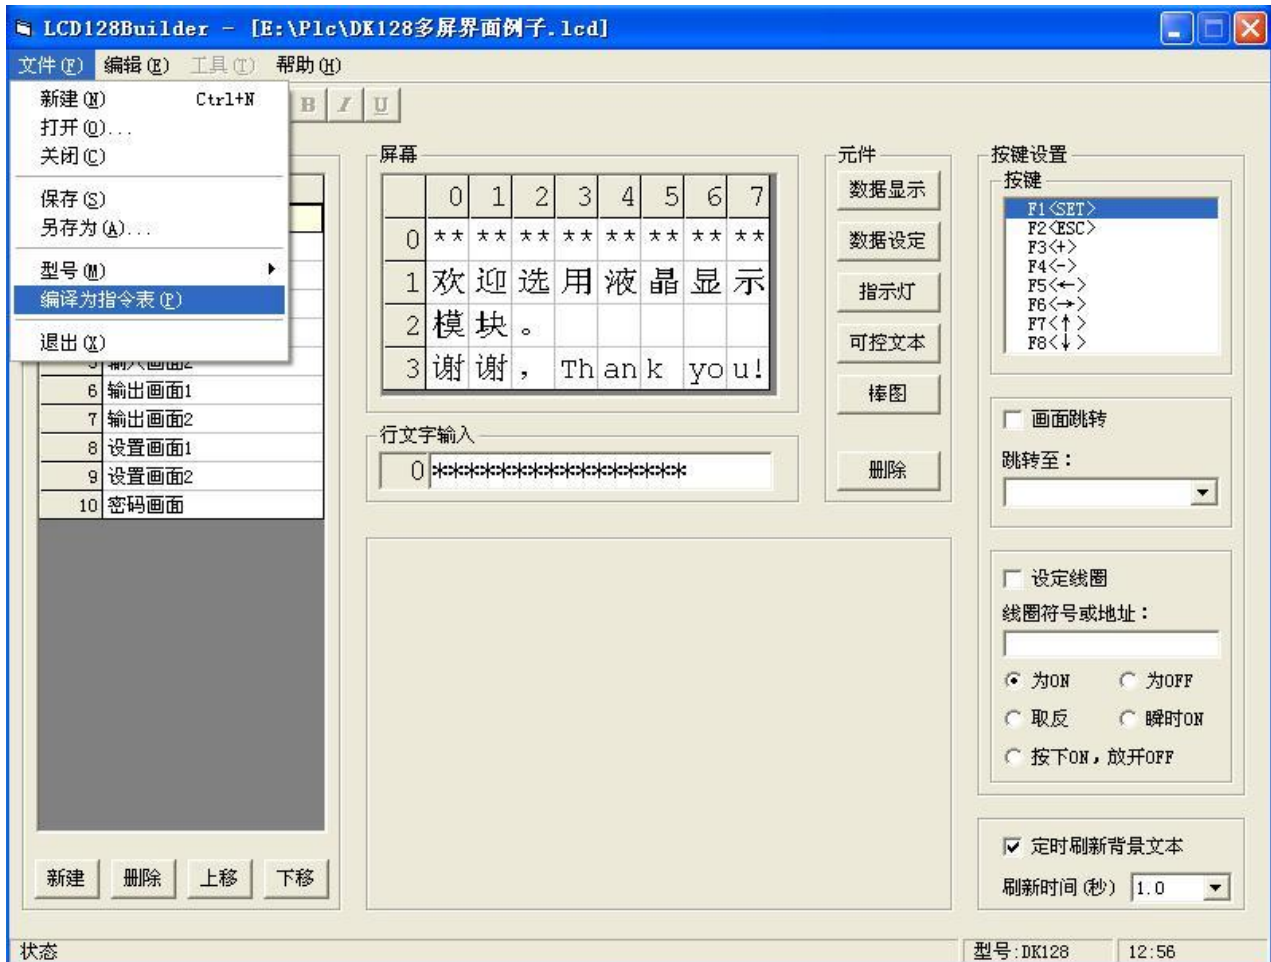 LCD128Builder - [E:\Plc\DK128多屏界面例子.lcd]
文件(F) 编辑(E) 工具(T) 帮助(H)
新建(N) Ctrl+N
打开(O)...
关闭(C)
保存(S)
另存为(A)...
型号(M)
编译为指令表(P)
退出(X)
B I U
5 输入画面2
6 输出画面1
7 输出画面2
8 设置画面1
9 设置画面2
10 密码画面
新建 删除 上移 下移
屏幕
0 1 2 3 4 5 6 7
0 ** ** ** ** ** ** ** **
1 欢迎选用液晶显示
2 模块。
3 谢谢，Thank you!
行文字输入
0 ****************
元件
数据显示
数据设定
指示灯
可控文本
棒图
删除
按键设置
按键
F1<SET>
F2<ESC>
F3<+>
F4<->
F5<←>
F6<→>
F7<↑>
F8<↓>
画面跳转
跳转至：
设定线圈
线圈符号或地址：
为ON 为OFF
取反 瞬时ON
按下ON，放开OFF
定时刷新背景文本
刷新时间(秒) 1.0
状态 型号:DK128 12:56